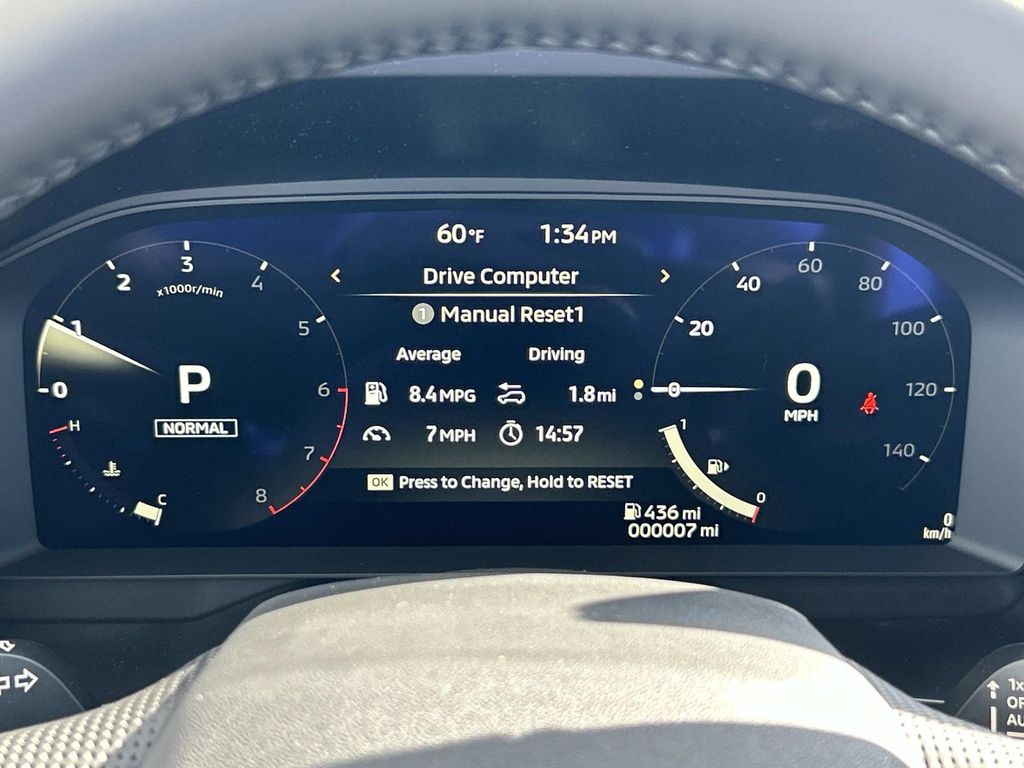 60°F 1:34PM
Drive Computer
1 Manual Reset1
Average Driving
8.4MPG 1.8mi
7MPH 14:57
OK Press to Change, Hold to RESET
436 mi
000007 mi
0
1
2
3
4
5
6
7
8
x1000r/min
P
NORMAL
H
C
0
20
40
60
80
100
120
140
0
MPH
1
0
0
km/h
1x